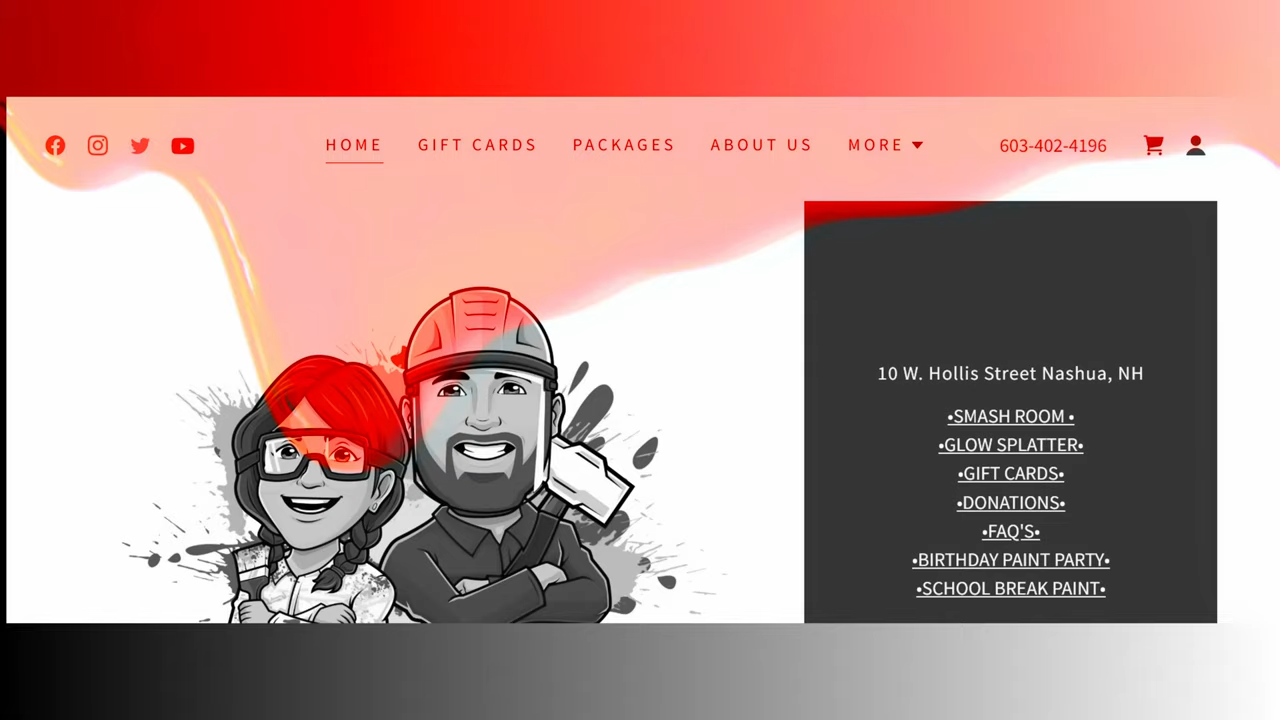 HOME GIFT CARDS PACKAGES ABOUT US MORE 603-402-4196
10 W. Hollis Street Nashua, NH
•SMASH ROOM •
•GLOW SPLATTER•
•GIFT CARDS•
•DONATIONS•
•FAQ'S•
•BIRTHDAY PAINT PARTY•
•SCHOOL BREAK PAINT•